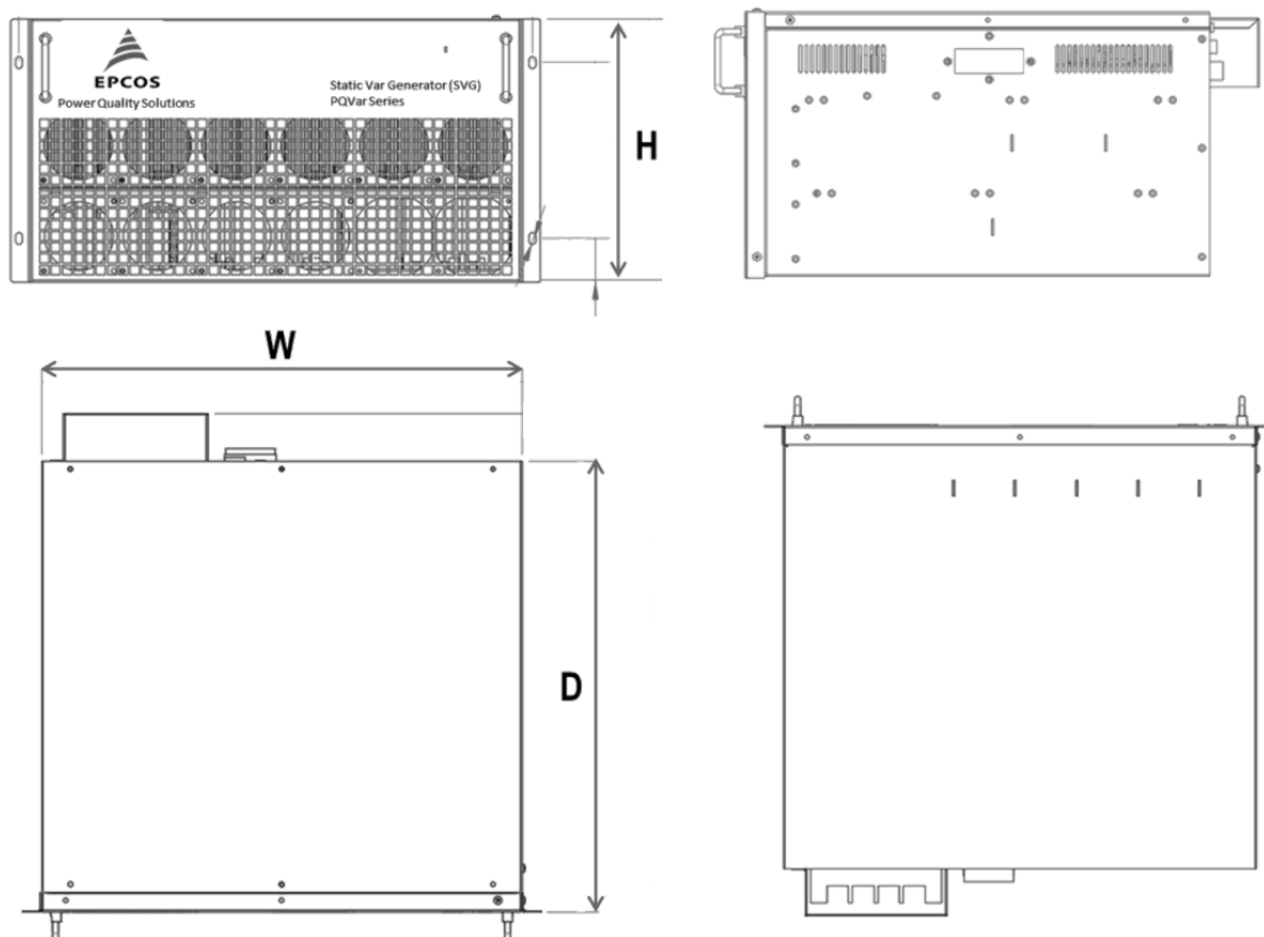 EPCOS
Power Quality Solutions
Static Var Generator (SVG)
PQVar Series
H
W
D